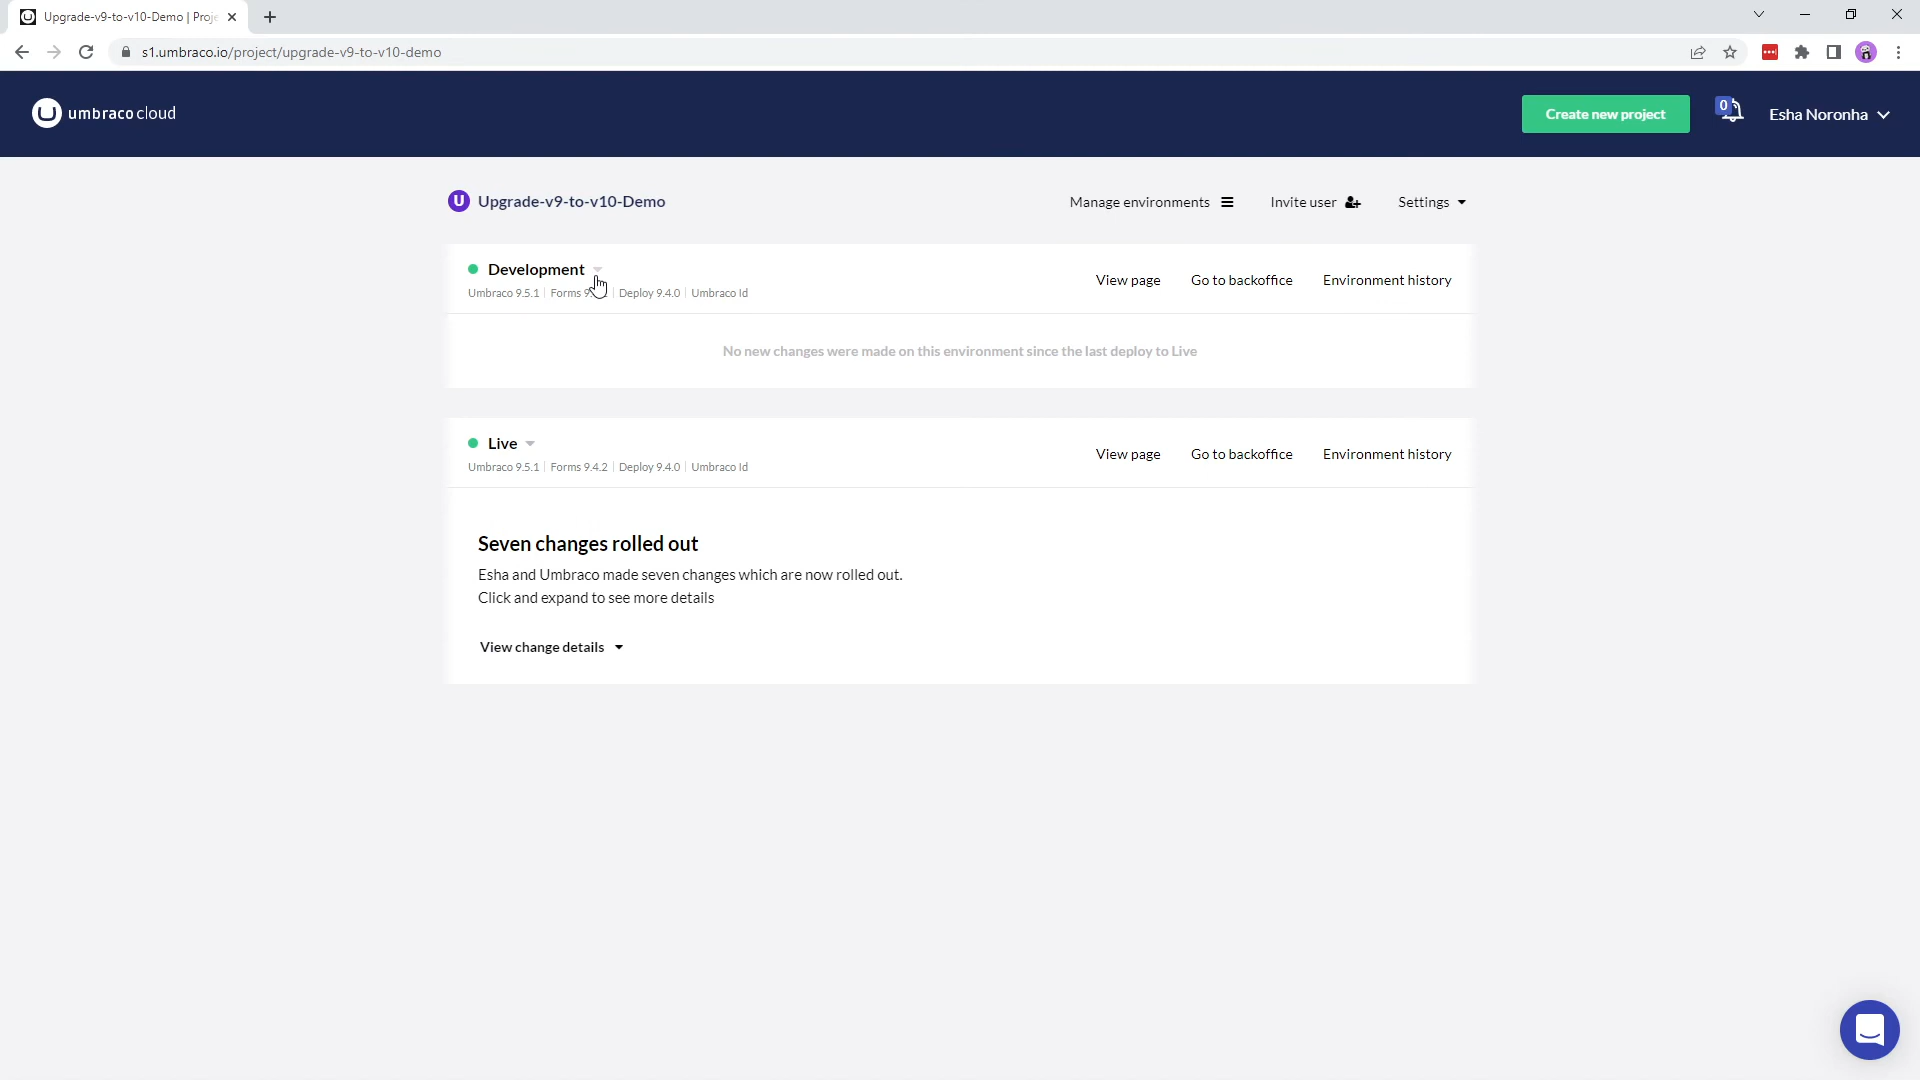 Upgrade-v9-to-v10-Demo | Proje
s1.umbraco.io/project/upgrade-v9-to-v10-demo
umbraco cloud
Create new project
0
Esha Noronha
U Upgrade-v9-to-v10-Demo
Manage environments
Invite user
Settings
Development
View page
Go to backoffice
Environment history
Umbraco 9.5.1 | Forms | Deploy 9.4.0 | Umbraco Id
No new changes were made on this environment since the last deploy to Live
Live
View page
Go to backoffice
Environment history
Umbraco 9.5.1 | Forms 9.4.2 | Deploy 9.4.0 | Umbraco Id
Seven changes rolled out
Esha and Umbraco made seven changes which are now rolled out.
Click and expand to see more details
View change details